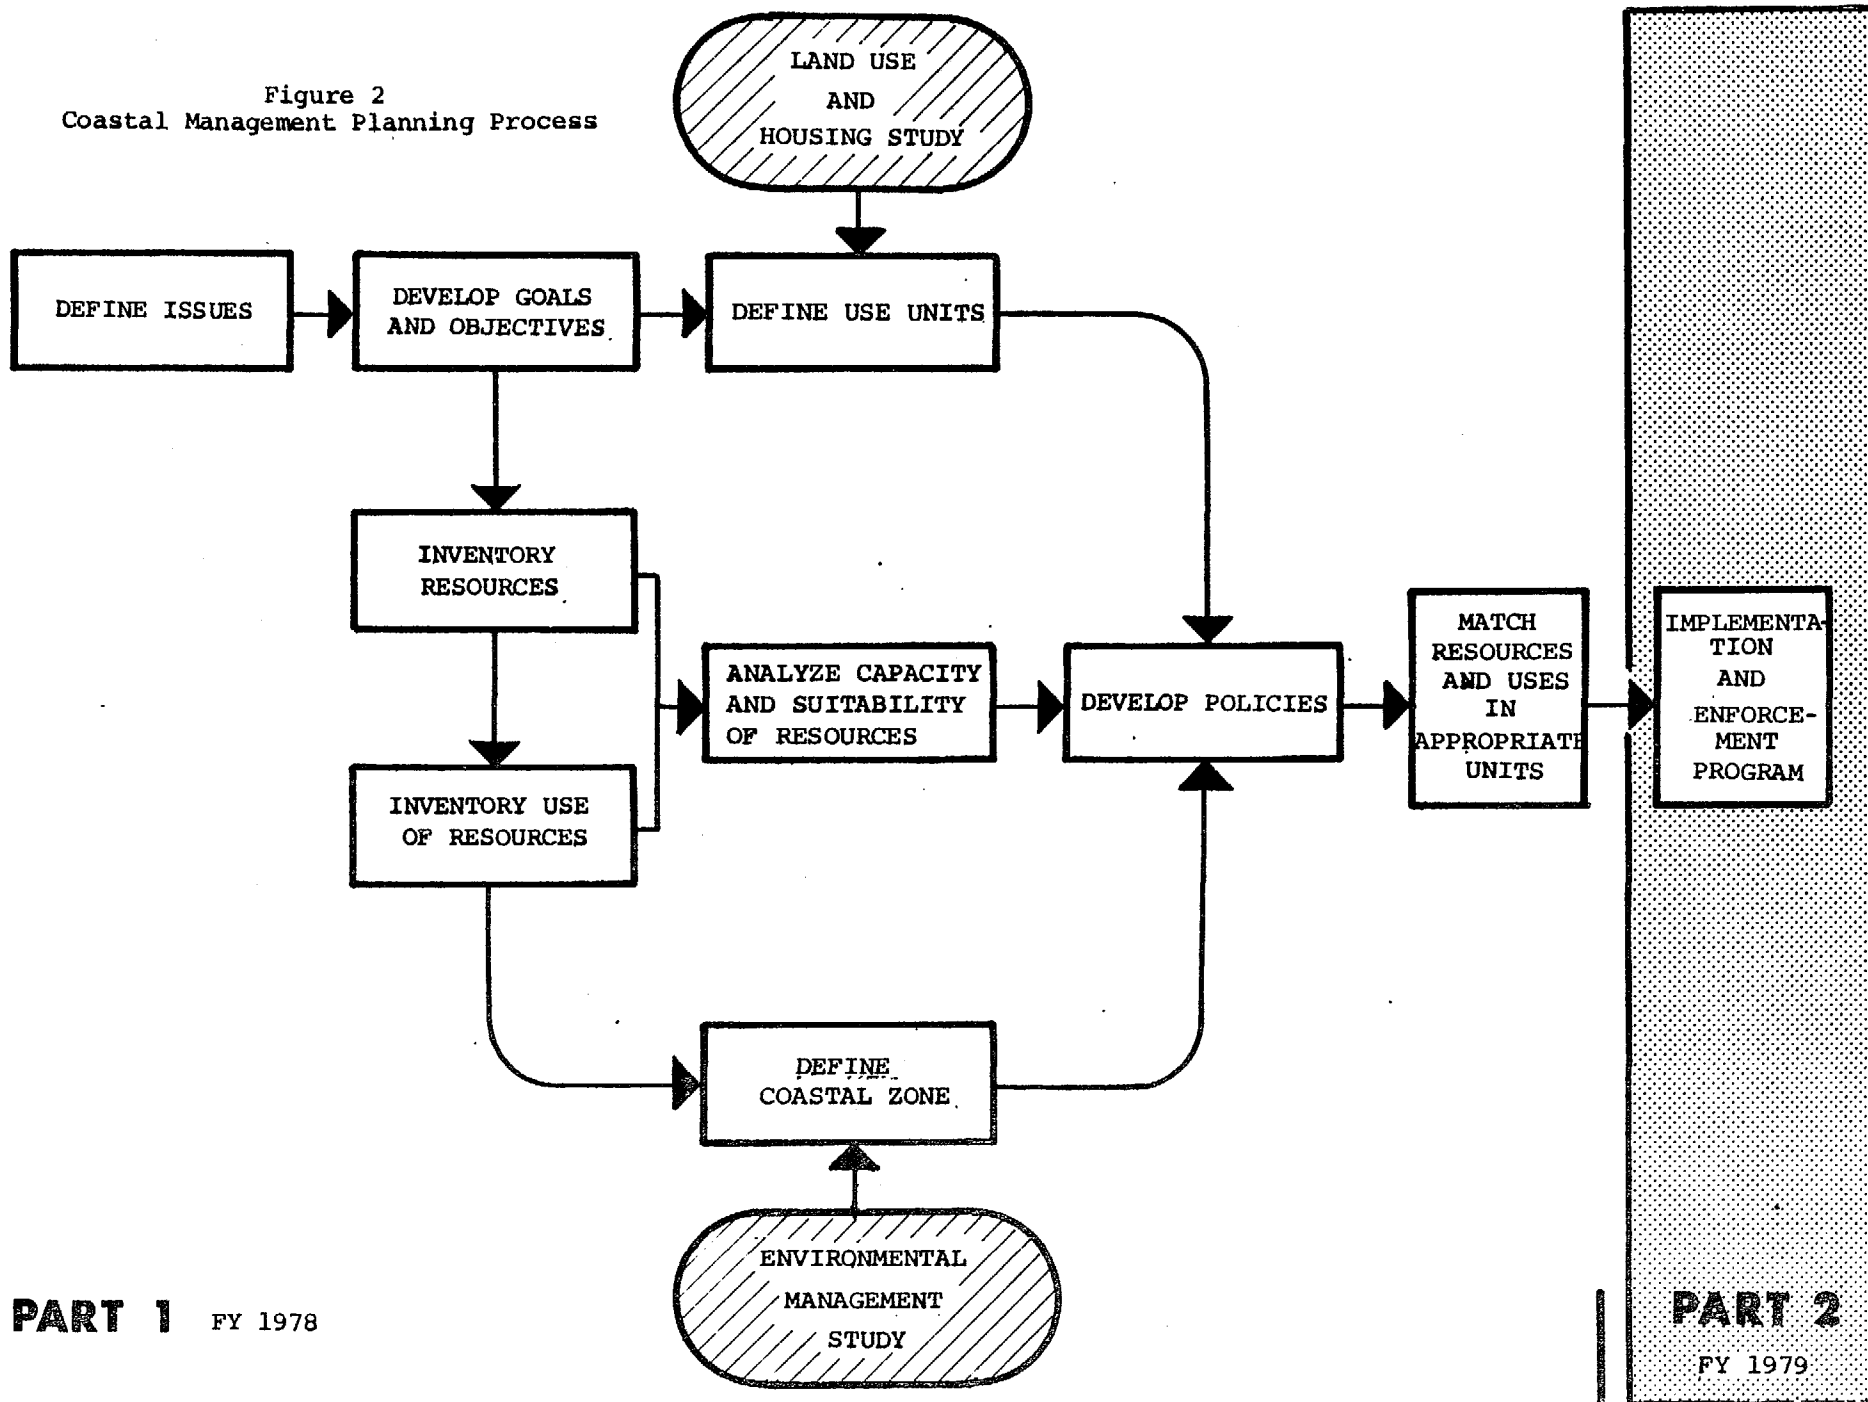 Figure 2
Coastal Management Planning Process
LAND USE
AND
HOUSING STUDY
DEFINE ISSUES
DEVELOP GOALS
AND OBJECTIVES
DEFINE USE UNITS
INVENTORY
RESOURCES
INVENTORY USE
OF RESOURCES
ANALYZE CAPACITY
AND SUITABILITY
OF RESOURCES
DEVELOP POLICIES
MATCH
RESOURCES
AND USES
IN
APPROPRIATE
UNITS
IMPLEMENTA-
TION
AND
ENFORCE-
MENT
PROGRAM
DEFINE
COASTAL ZONE
ENVIRONMENTAL
MANAGEMENT
STUDY
PART 1 FY 1978
PART 2
FY 1979